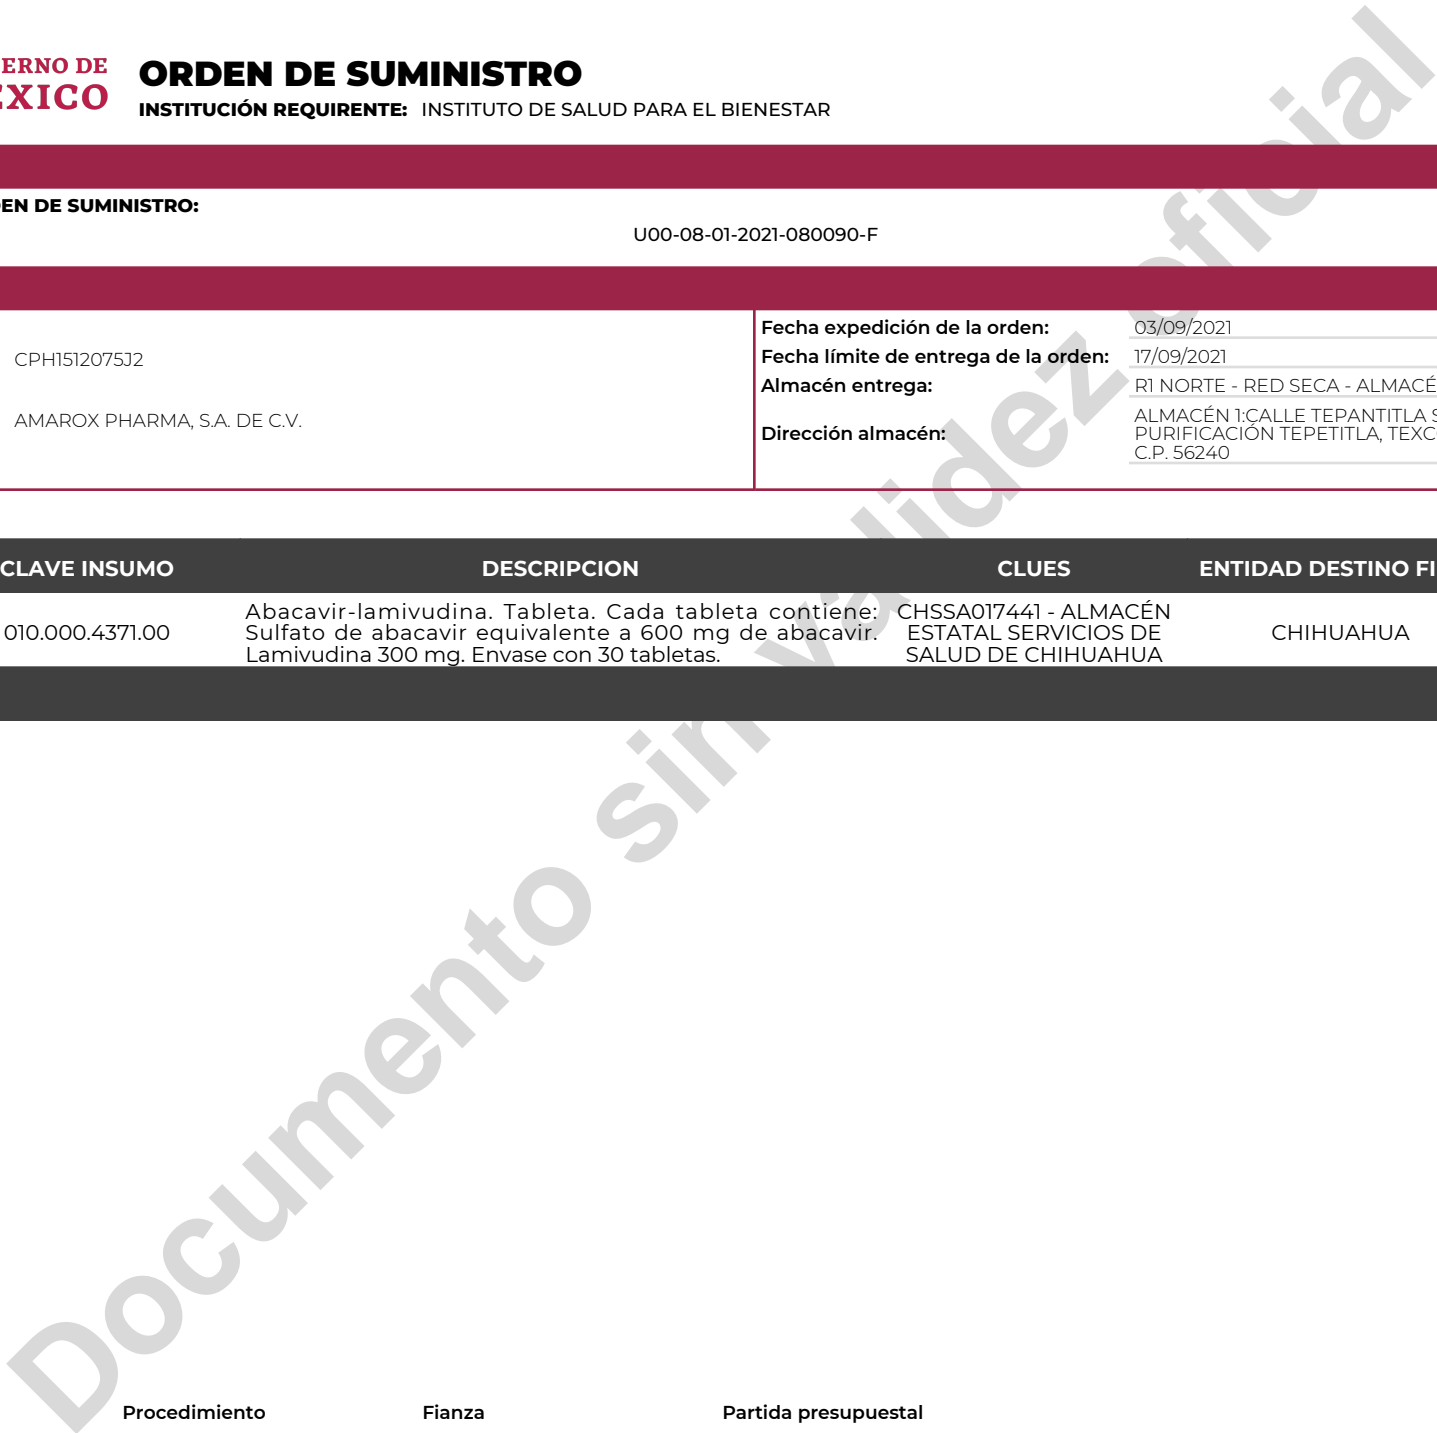 ERNO DE
EXICO
ORDEN DE SUMINISTRO
INSTITUCIÓN REQUIRENTE: INSTITUTO DE SALUD PARA EL BIENESTAR
EN DE SUMINISTRO:
U00-08-01-2021-080090-F
CPH1512075J2
AMAROX PHARMA, S.A. DE C.V.
Fecha expedición de la orden: 03/09/2021
Fecha límite de entrega de la orden: 17/09/2021
Almacén entrega: R1 NORTE - RED SECA - ALMACÉ
Dirección almacén:
ALMACÉN 1:CALLE TEPANTITLA S
PURIFICACIÓN TEPETITLA, TEXC
C.P. 56240
CLAVE INSUMO DESCRIPCION CLUES ENTIDAD DESTINO FI
010.000.4371.00
Abacavir-lamivudina. Tableta. Cada tableta contiene:
Sulfato de abacavir equivalente a 600 mg de abacavir.
Lamivudina 300 mg. Envase con 30 tabletas.
CHSSA017441 - ALMACÉN
ESTATAL SERVICIOS DE
SALUD DE CHIHUAHUA
CHIHUAHUA
Documento sin validez oficial
Procedimiento Fianza Partida presupuestal